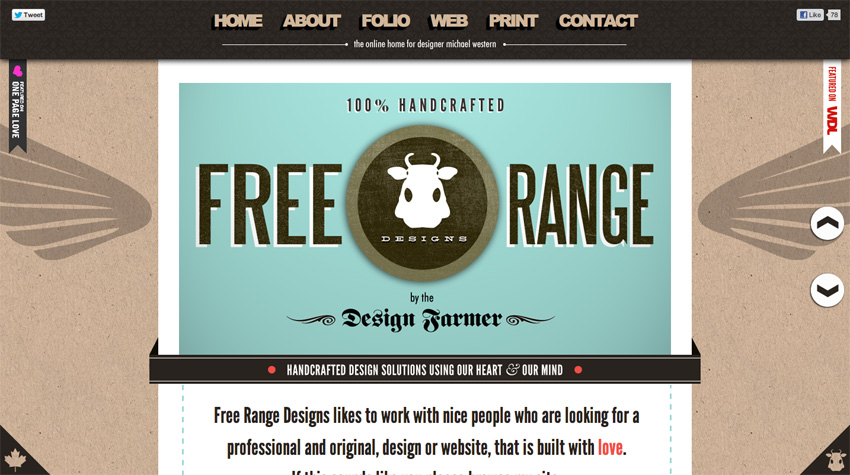 Tweet
HOME ABOUT FOLIO WEB PRINT CONTACT
Like 78
the online home for designer michael western
FEATURED ON
ONE PAGE LOVE
FEATURED ON WDL
100% HANDCRAFTED
FREE RANGE
DESIGNS
by the
Design Farmer
HANDCRAFTED DESIGN SOLUTIONS USING OUR HEART & OUR MIND
Free Range Designs likes to work with nice people who are looking for a
professional and original, design or website, that is built with love.